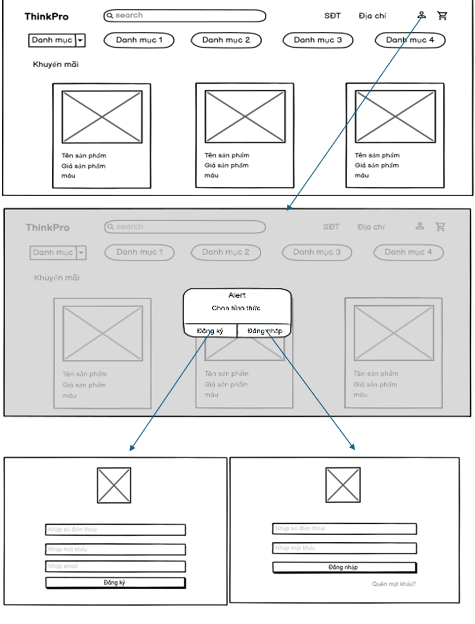 ThinkPro search SĐT Địa chỉ
Danh mục Danh mục 1 Danh mục 2 Danh mục 3 Danh mục 4
Khuyến mãi
Tên sản phẩm Tên sản phẩm Tên sản phẩm
Giá sản phẩm Giá sản phẩm Giá sản phẩm
màu màu màu
ThinkPro search SĐT Địa chỉ
Danh mục Danh mục 1 Danh mục 2 Danh mục 3 Danh mục 4
Khuyến mãi
Alert
Chọn hình thức
Đăng ký Đăng nhập
Tên sản phẩm Tên sản phẩm Tên sản phẩm
Giá sản phẩm Giá sản phẩm Giá sản phẩm
màu màu màu
Nhập số điện thoại
Nhập mật khẩu
Nhập email
Đăng ký
Nhập số điện thoại
Nhập mật khẩu
Đăng nhập
Quên mật khẩu?